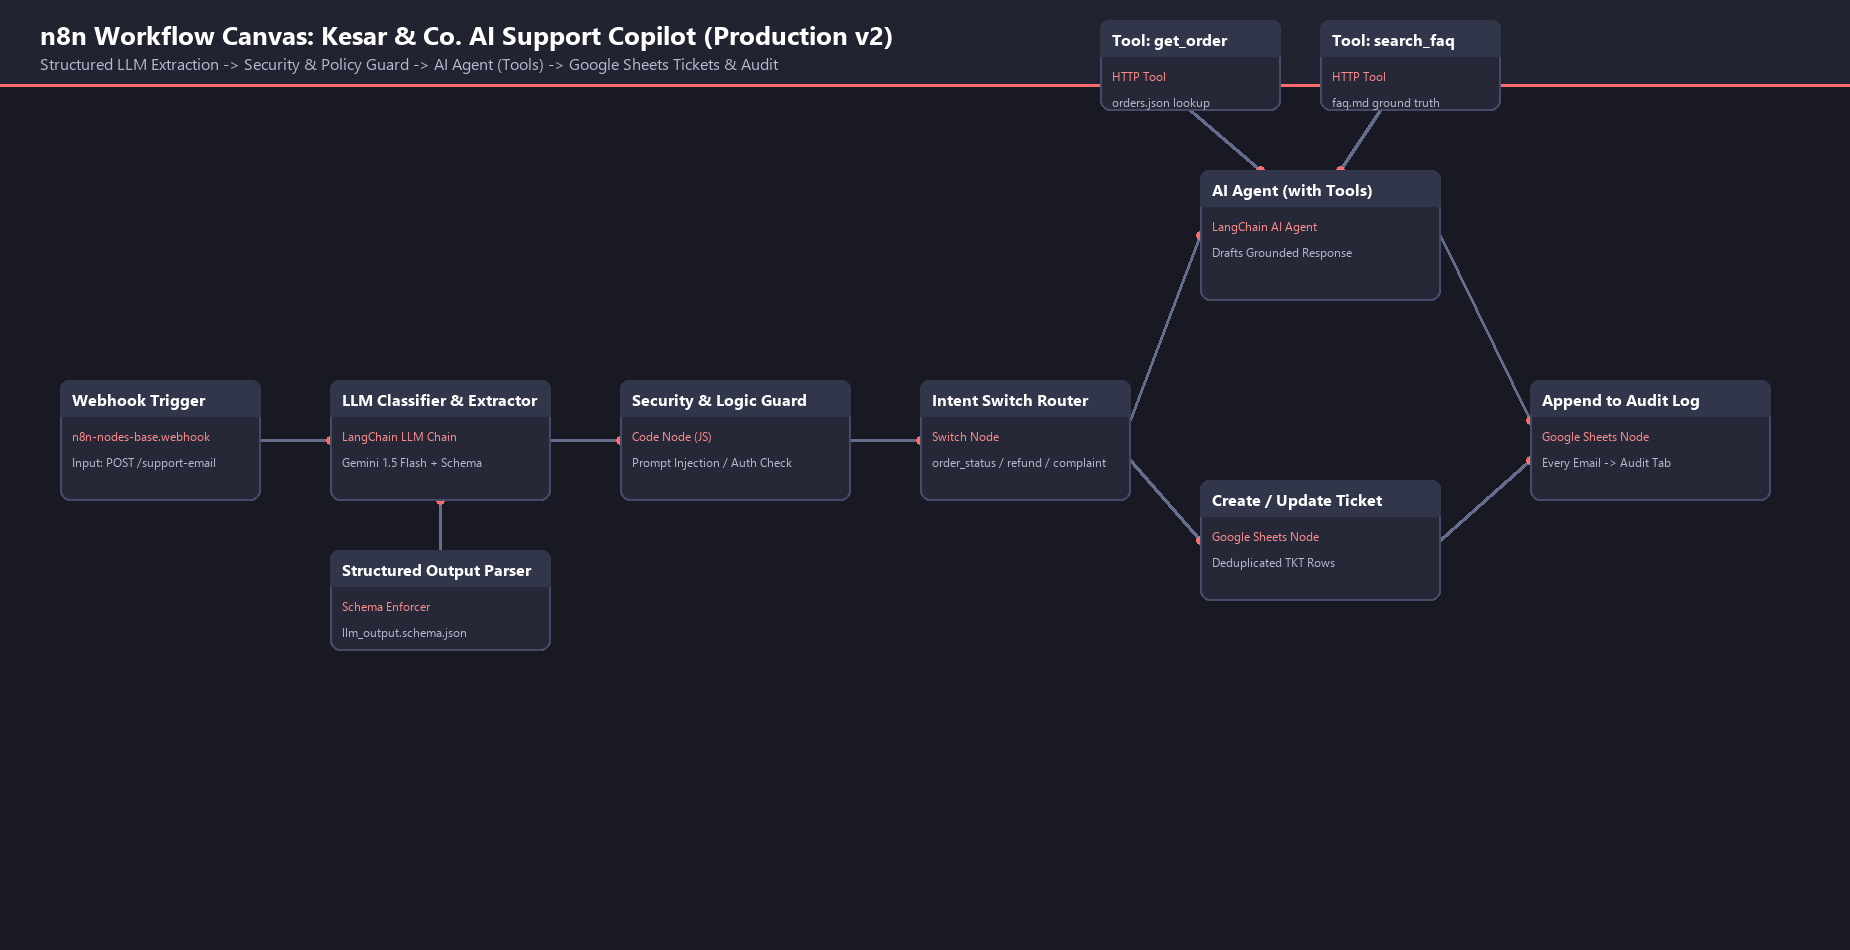 n8n Workflow Canvas: Kesar & Co. AI Support Copilot (Production v2)
Structured LLM Extraction -> Security & Policy Guard -> AI Agent (Tools) -> Google Sheets Tickets & Audit
Tool: get_order
HTTP Tool
orders.json lookup
Tool: search_faq
HTTP Tool
faq.md ground truth
AI Agent (with Tools)
LangChain AI Agent
Drafts Grounded Response
Webhook Trigger
n8n-nodes-base.webhook
Input: POST /support-email
LLM Classifier & Extractor
LangChain LLM Chain
Gemini 1.5 Flash + Schema
Security & Logic Guard
Code Node (JS)
Prompt Injection / Auth Check
Intent Switch Router
Switch Node
order_status / refund / complaint
Append to Audit Log
Google Sheets Node
Every Email -> Audit Tab
Create / Update Ticket
Google Sheets Node
Deduplicated TKT Rows
Structured Output Parser
Schema Enforcer
llm_output.schema.json